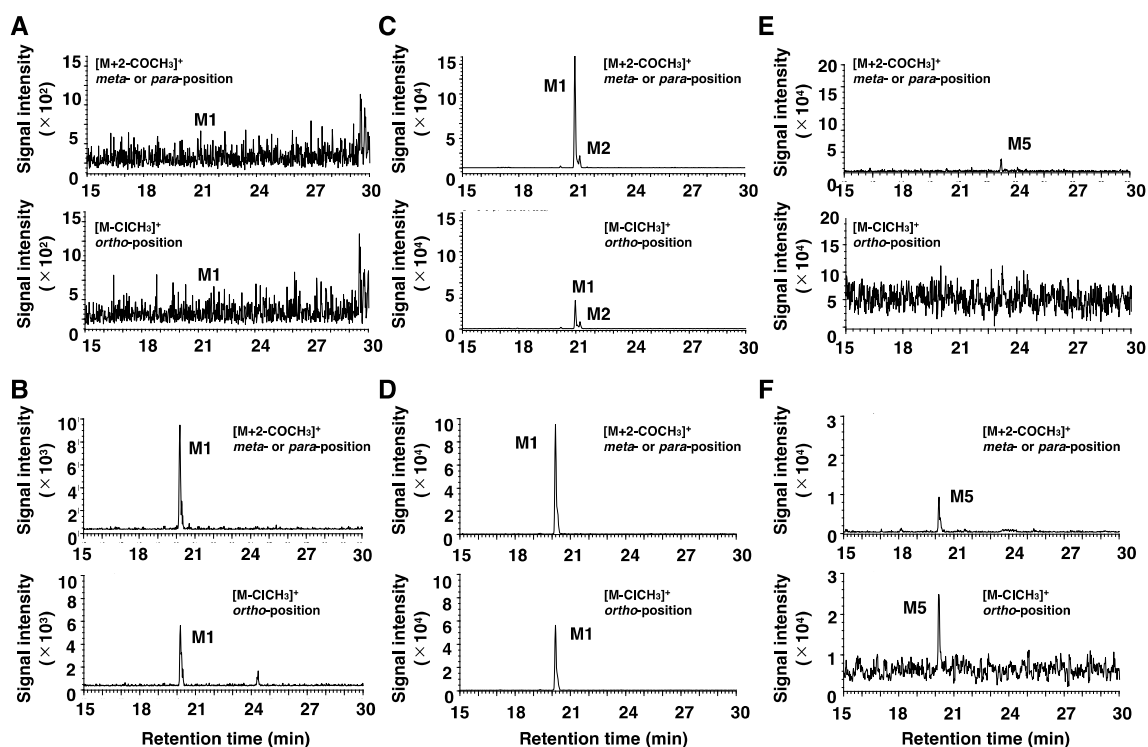 A
Signal intensity
(×10²)
[M+2-COCH₃]⁺
meta- or para-position
M1
15
10
5
0
15 18 21 24 27 30
Signal intensity
(×10²)
[M-ClCH₃]⁺
ortho-position
M1
15
10
5
0
15 18 21 24 27 30
B
Signal intensity
(×10³)
[M+2-COCH₃]⁺
meta- or para-position
M1
10
8
6
4
2
0
15 18 21 24 27 30
Signal intensity
(×10³)
[M-ClCH₃]⁺
ortho-position
M1
10
8
6
4
2
0
15 18 21 24 27 30
Retention time (min)
C
Signal intensity
(×10⁴)
[M+2-COCH₃]⁺
meta- or para-position
M1
M2
15
10
5
0
15 18 21 24 27 30
Signal intensity
(×10⁴)
[M-ClCH₃]⁺
ortho-position
M1
M2
15
10
5
0
15 18 21 24 27 30
D
Signal intensity
(×10⁴)
[M+2-COCH₃]⁺
meta- or para-position
M1
10
8
6
4
2
0
15 18 21 24 27 30
Signal intensity
(×10⁴)
[M-ClCH₃]⁺
ortho-position
M1
10
8
6
4
2
0
15 18 21 24 27 30
Retention time (min)
E
Signal intensity
(×10⁴)
[M+2-COCH₃]⁺
meta- or para-position
M5
20
15
10
5
0
15 18 21 24 27 30
Signal intensity
(×10⁴)
[M-ClCH₃]⁺
ortho-position
20
15
10
5
0
15 18 21 24 27 30
F
Signal intensity
(×10⁴)
[M+2-COCH₃]⁺
meta- or para-position
M5
3
2
1
0
15 18 21 24 27 30
Signal intensity
(×10⁴)
[M-ClCH₃]⁺
ortho-position
M5
3
2
1
0
15 18 21 24 27 30
Retention time (min)